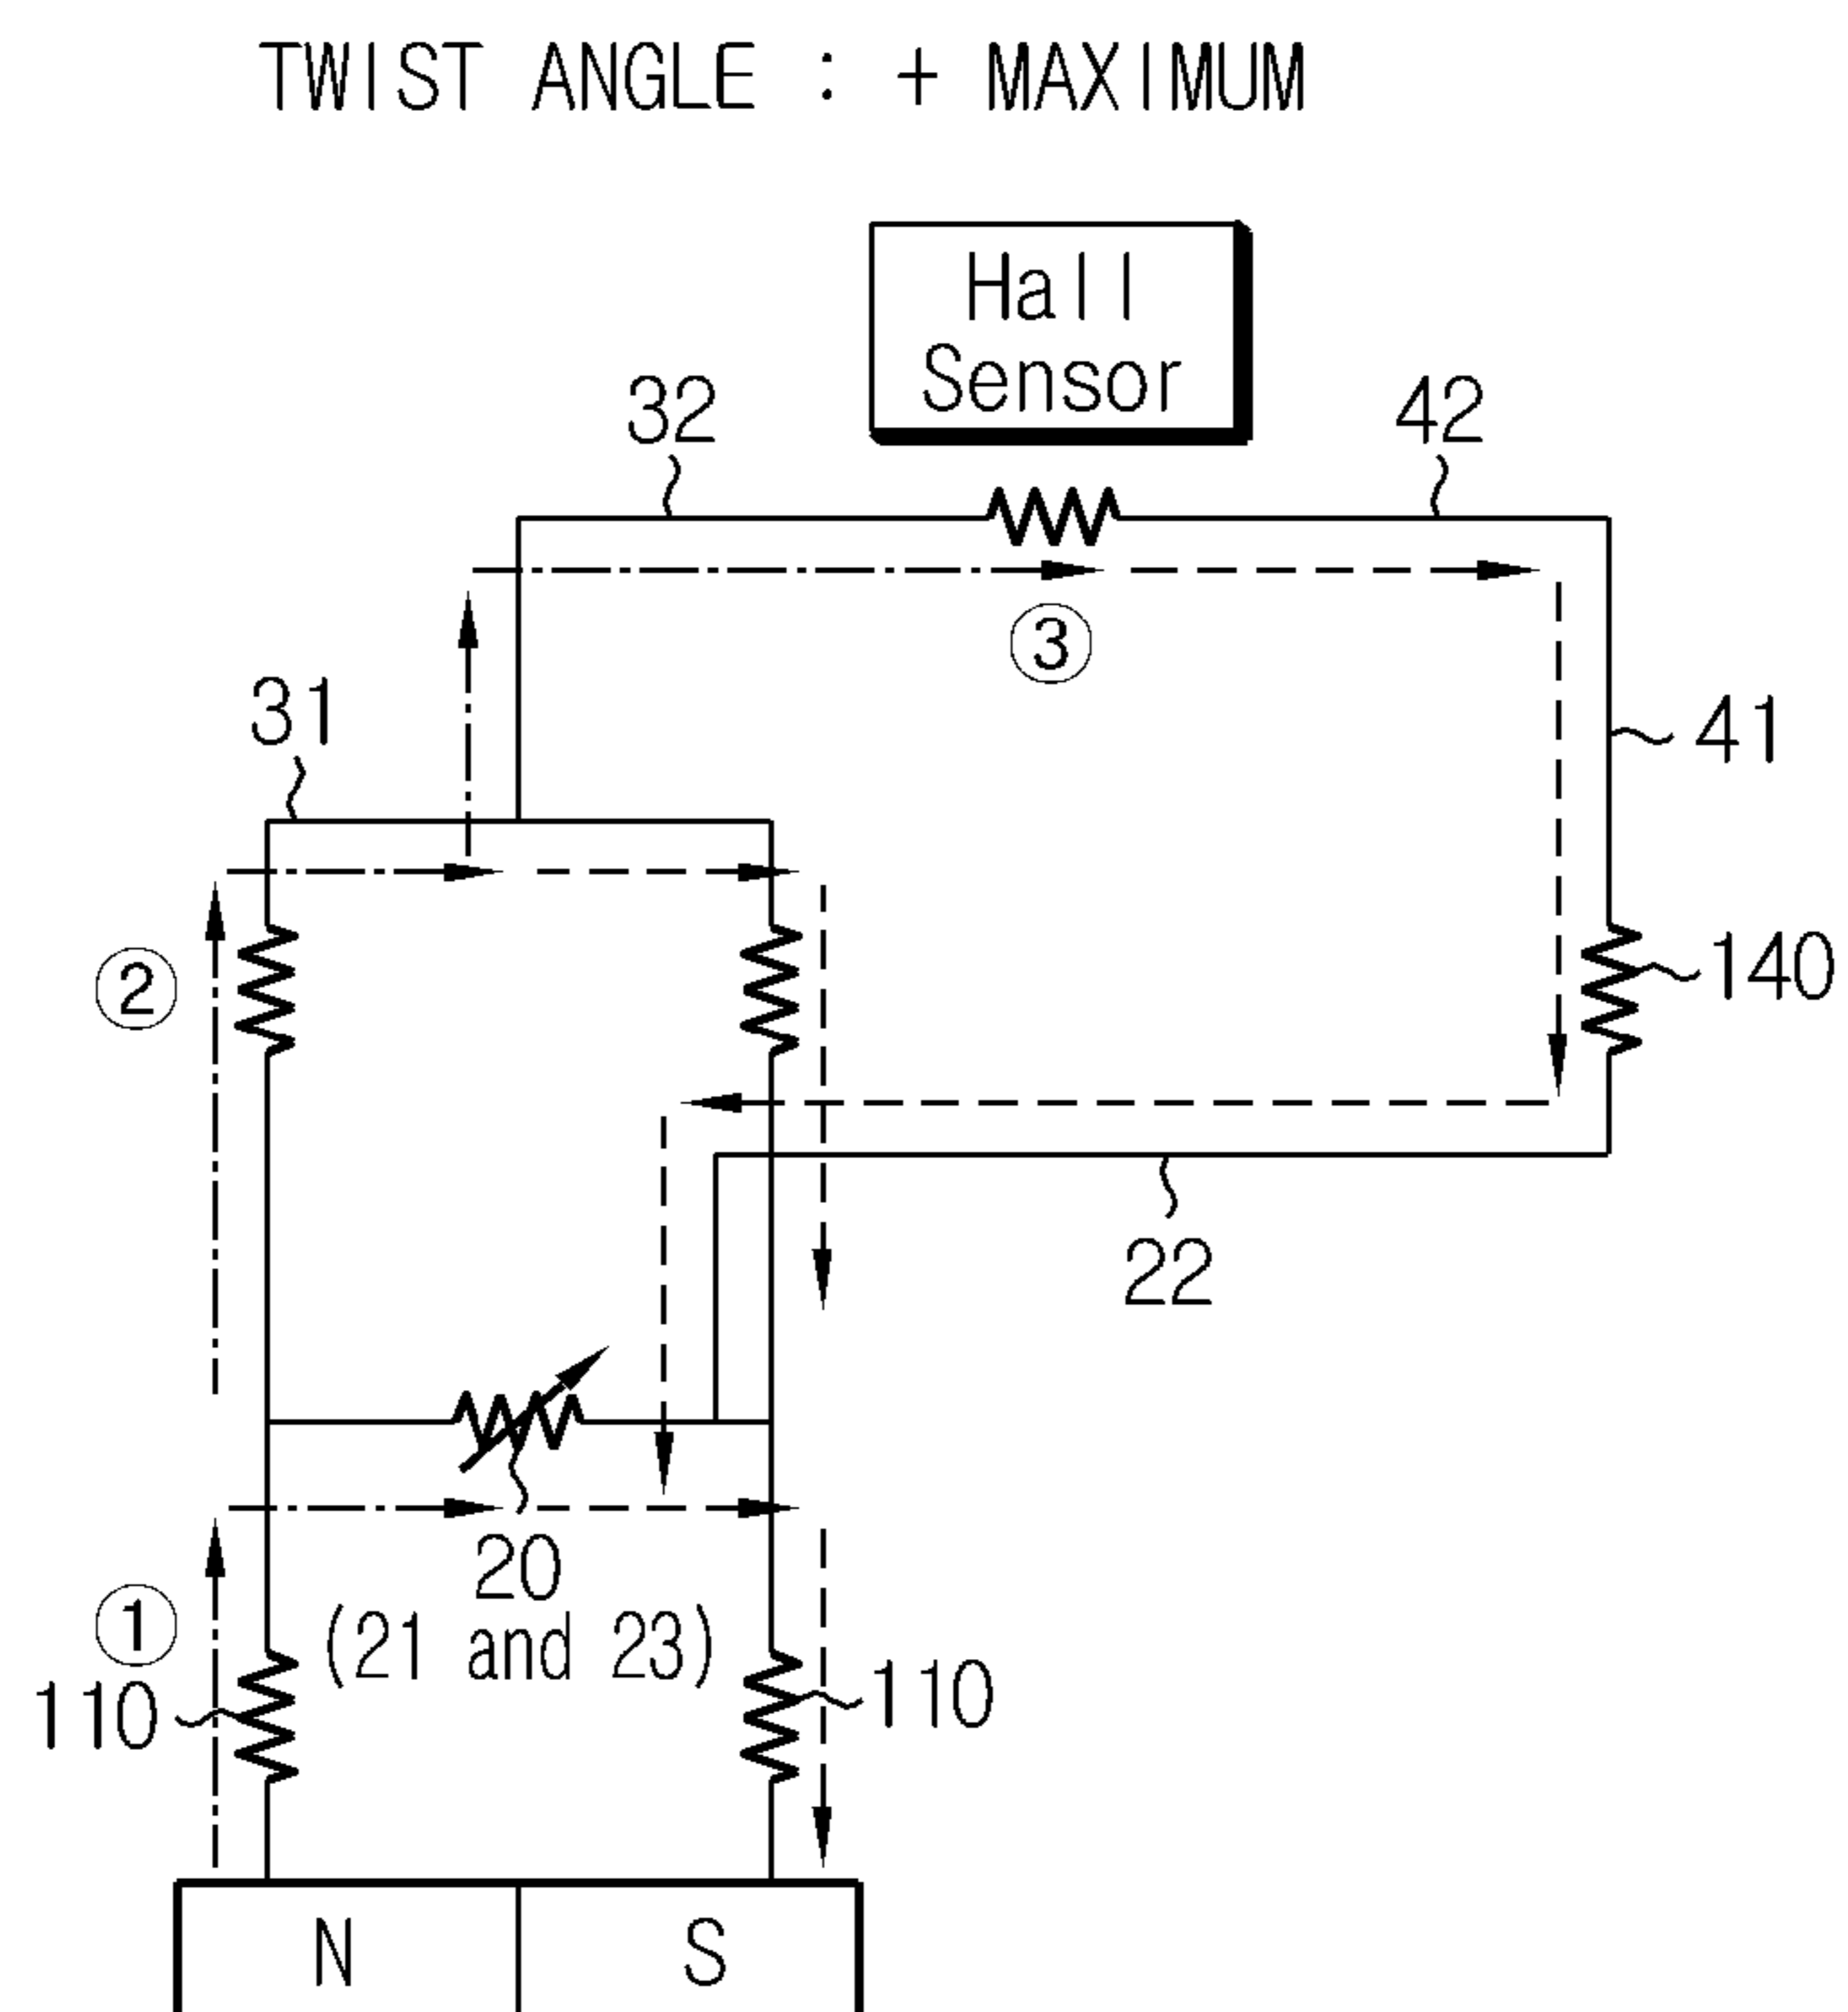 TWIST ANGLE : + MAXIMUM
Hall
Sensor
32
42
③
31
41
②
140
22
20
(21 and 23)
①
110
110
N
S